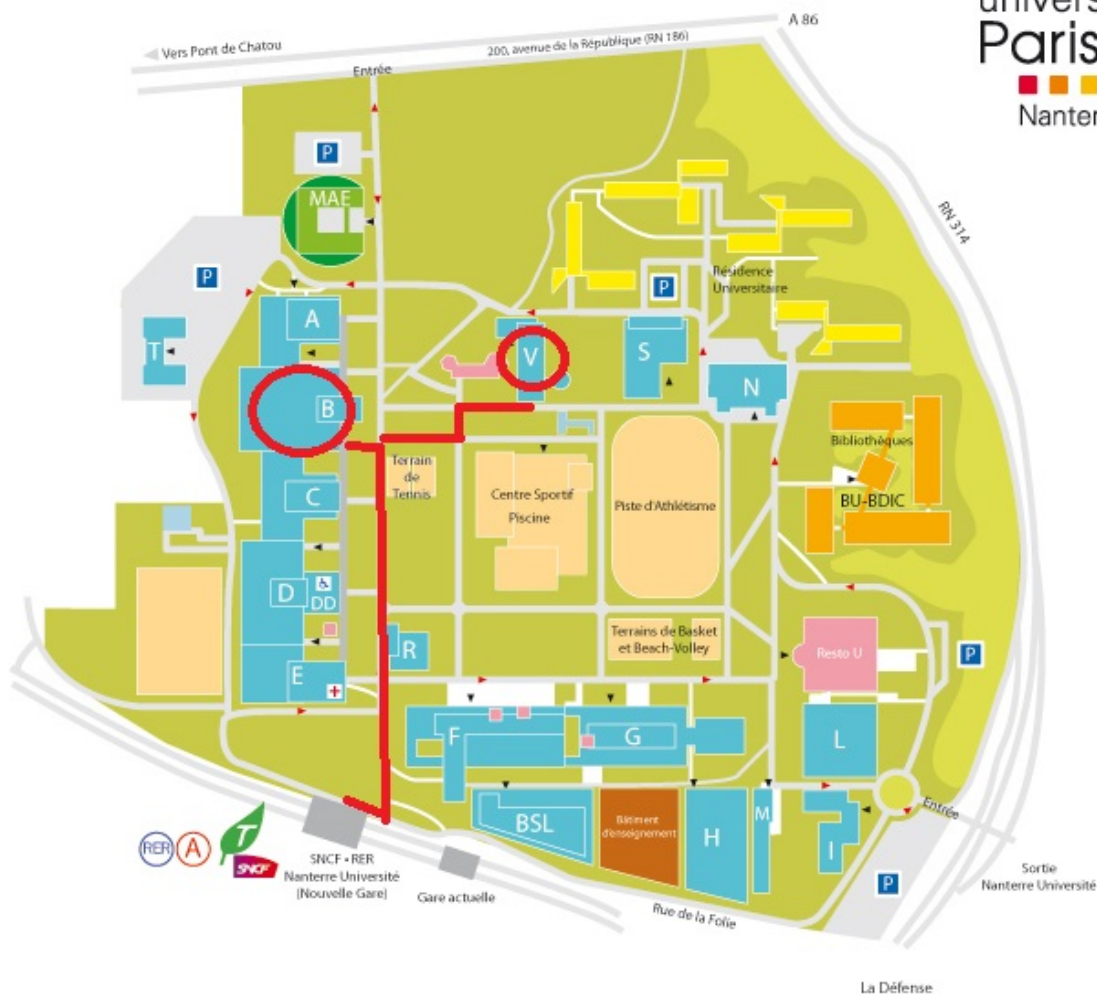 univers
Paris
Nanterr
A 86
Vers Pont de Chatou
200, avenue de la République (RN 186)
Entrée
P
MAE
RN 314
P
Résidence
Universitaire
P
A
T
V
S
N
B
Bibliothèques
BU-BDIC
Terrain
de
Tennis
Centre Sportif
Piscine
Piste d'Athlétisme
C
D
DD
R
Terrains de Basket
et Beach-Volley
Resto U
P
E
F
G
L
BSL
Bâtiment
d'enseignement
H
M
I
Entrée
RER
A
T
SNCF
SNCF • RER
Nanterre Université
(Nouvelle Gare)
Gare actuelle
P
Sortie
Nanterre Université
Rue de la Folie
La Défense